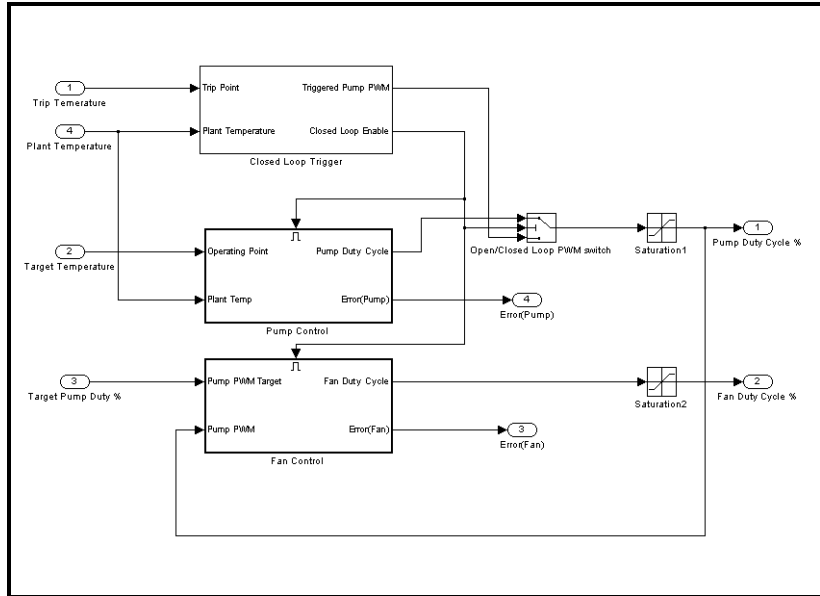 1
Trip Temerature
4
Plant Temperature
Trip Point
Triggered Pump PWM
Plant Temperature
Closed Loop Enable
Closed Loop Trigger
2
Target Temperature
Operating Point
Pump Duty Cycle
Plant Temp
Error(Pump)
Pump Control
Open/Closed Loop PWM switch
Saturation1
1
Pump Duty Cycle %
4
Error(Pump)
3
Target Pump Duty %
Pump PWM Target
Fan Duty Cycle
Pump PWM
Error(Fan)
Fan Control
Saturation2
2
Fan Duty Cycle %
3
Error(Fan)